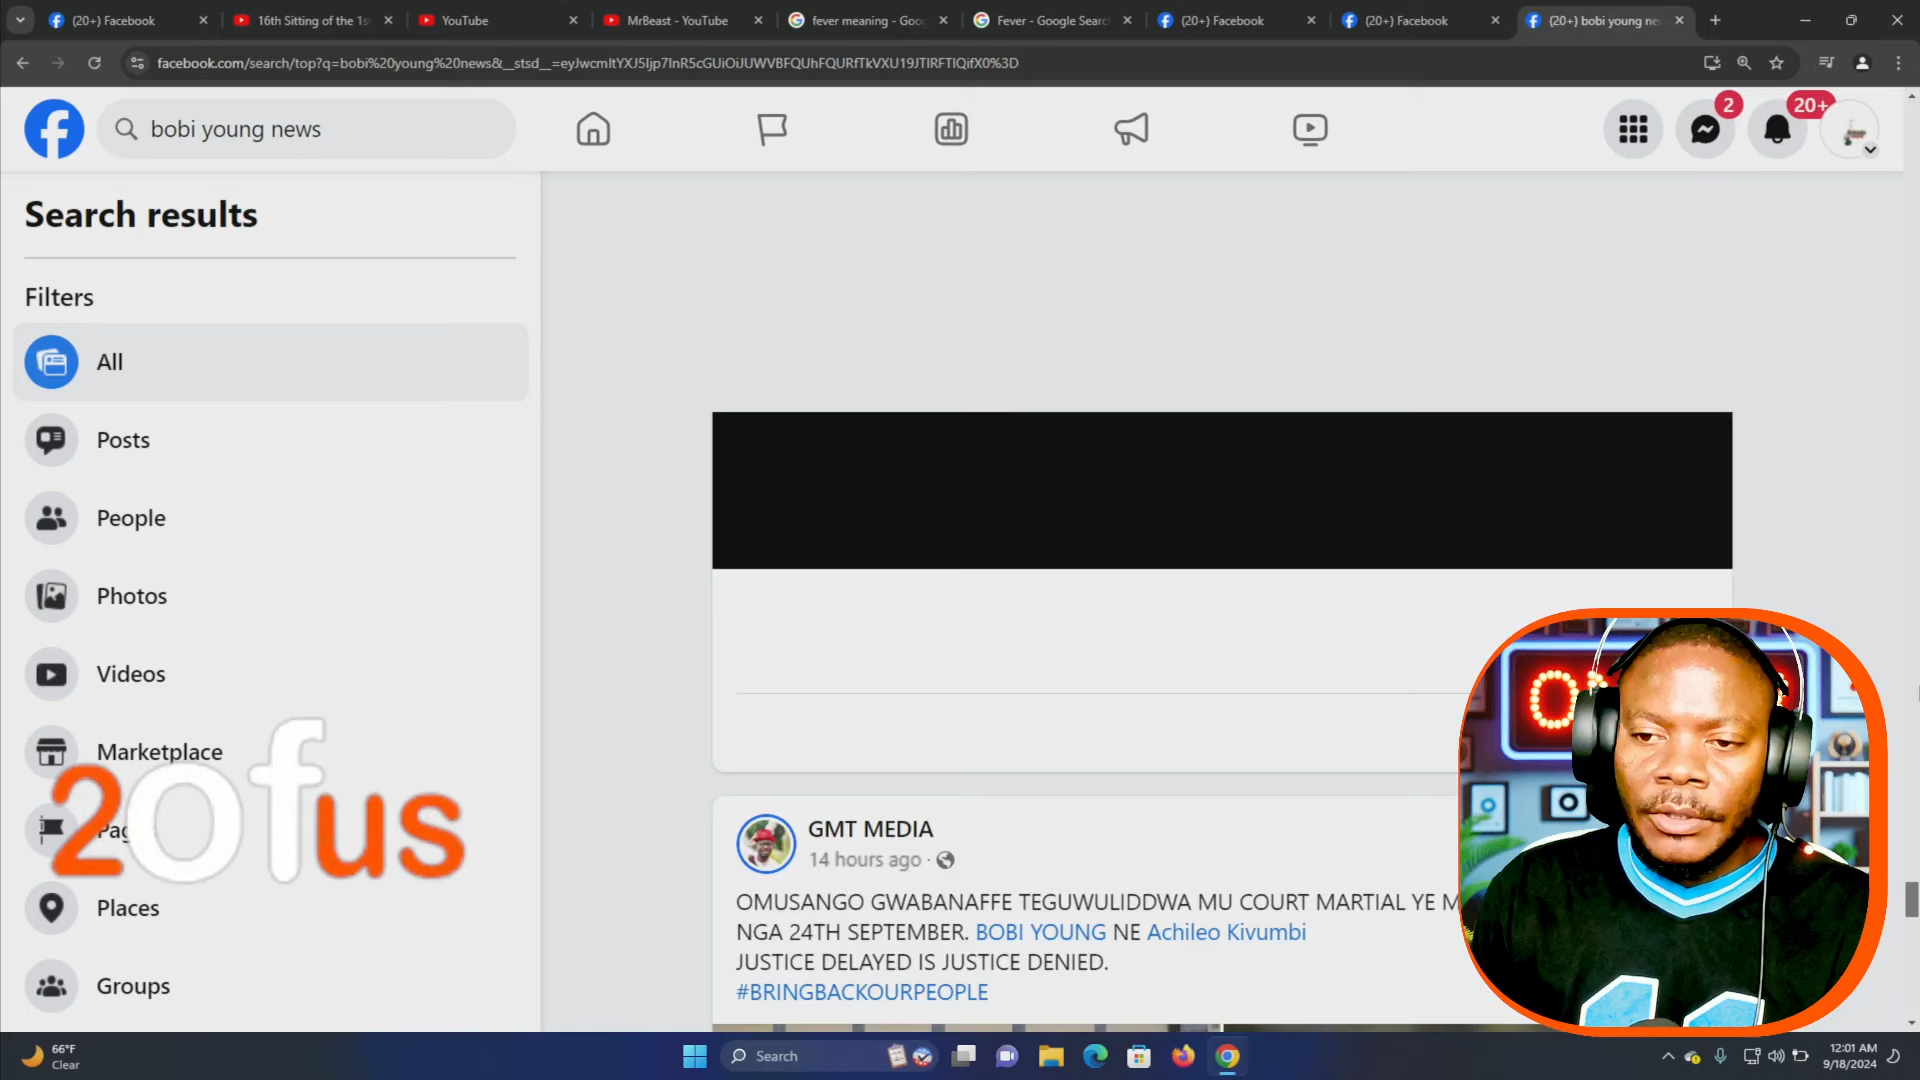 (20+) Facebook
16th Sitting of the 1s
YouTube
MrBeast - YouTube
fever meaning - Goo
Fever - Google Searc
(20+) Facebook
(20+) Facebook
(20+) bobi young ne
facebook.com/search/top?q=bobi%20young%20news&__stsd__=eyJwcmltYXJ5Ijp7InR5cGUiOiJUWVBFQUhFQURfTkVXU19JTlRFTlQifX0%3D
bobi young news
2
20+
Search results
Filters
All
Posts
People
Photos
Videos
Marketplace
Pag
Places
Groups
2ofus
GMT MEDIA
14 hours ago ·
OMUSANGO GWABANAFFE TEGUWULIDDWA MU COURT MARTIAL YE M
NGA 24TH SEPTEMBER. BOBI YOUNG NE Achileo Kivumbi
JUSTICE DELAYED IS JUSTICE DENIED.
#BRINGBACKOURPEOPLE
66°F
Clear
Search
12:01 AM
9/18/2024